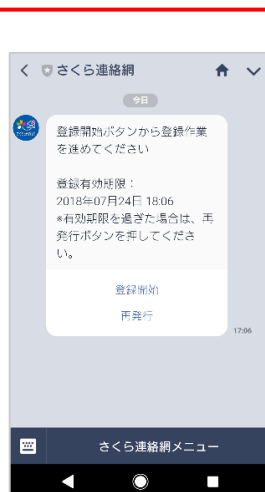 さくら連絡網
今日
登録開始ボタンから登録作業
を進めてください
登録有効期限：
2018年07月24日 18:06
*有効期限を過ぎた場合は、再
発行ボタンを押してくださ
い。
登録開始
再発行
17:06
さくら連絡網メニュー